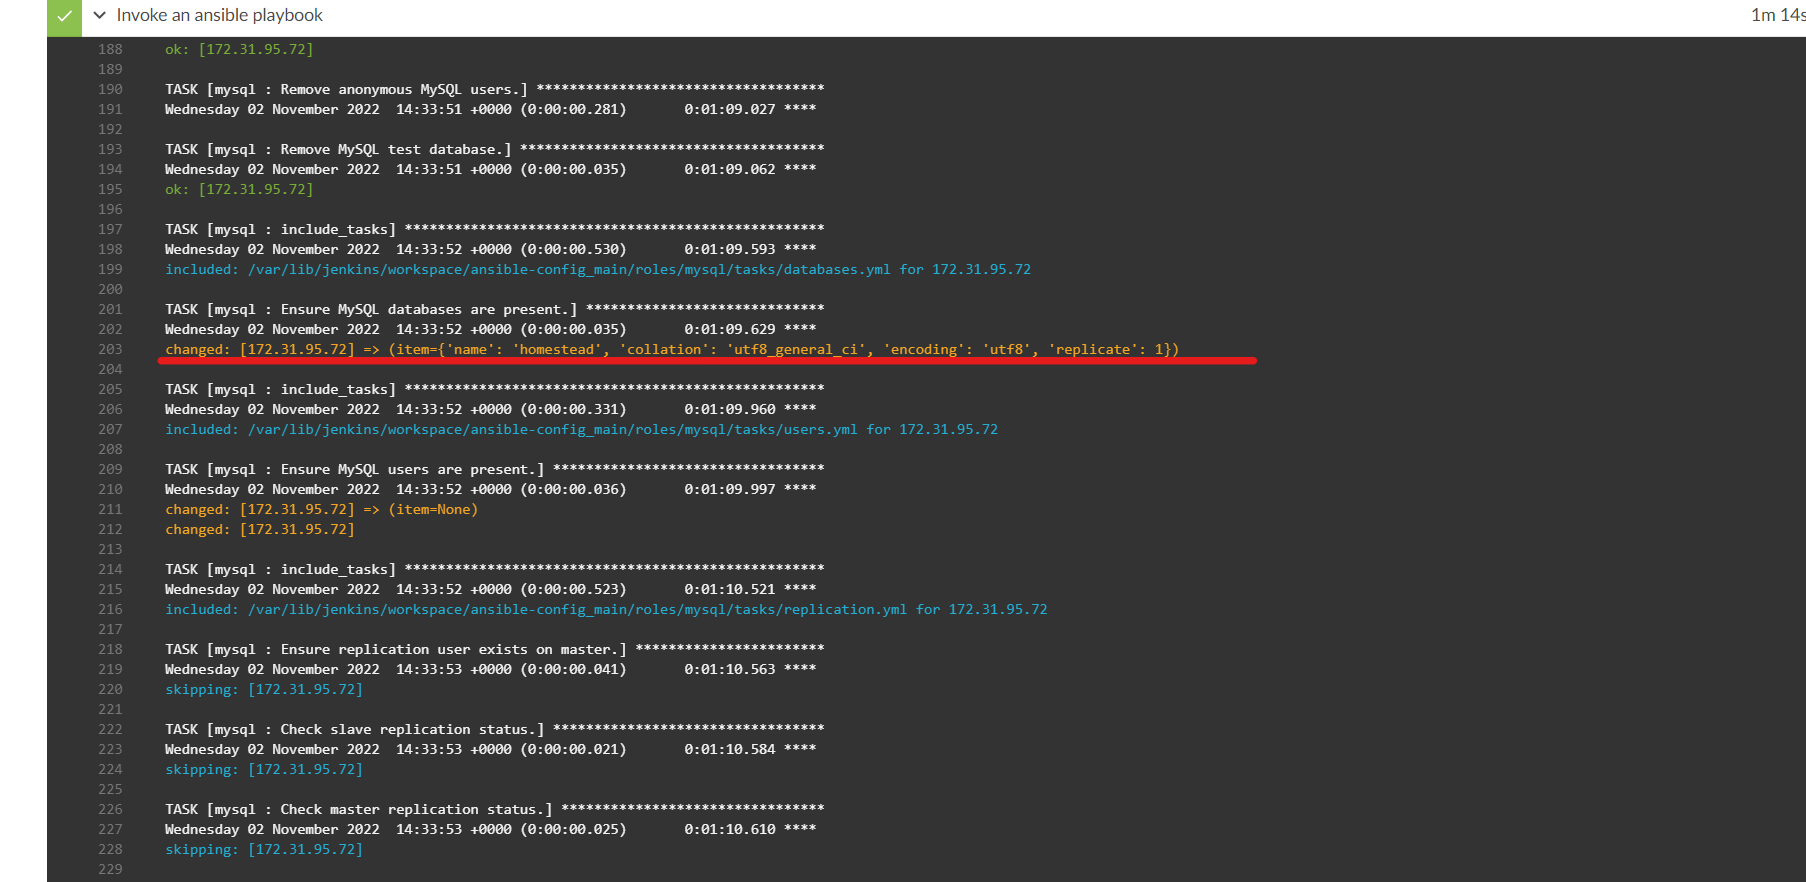 Invoke an ansible playbook 1m 14s
188 ok: [172.31.95.72]
189
190 TASK [mysql : Remove anonymous MySQL users.] ***********************************
191 Wednesday 02 November 2022  14:33:51 +0000 (0:00:00.281)       0:01:09.027 ****
192
193 TASK [mysql : Remove MySQL test database.] *************************************
194 Wednesday 02 November 2022  14:33:51 +0000 (0:00:00.035)       0:01:09.062 ****
195 ok: [172.31.95.72]
196
197 TASK [mysql : include_tasks] ***************************************************
198 Wednesday 02 November 2022  14:33:52 +0000 (0:00:00.530)       0:01:09.593 ****
199 included: /var/lib/jenkins/workspace/ansible-config_main/roles/mysql/tasks/databases.yml for 172.31.95.72
200
201 TASK [mysql : Ensure MySQL databases are present.] *****************************
202 Wednesday 02 November 2022  14:33:52 +0000 (0:00:00.035)       0:01:09.629 ****
203 changed: [172.31.95.72] => (item={'name': 'homestead', 'collation': 'utf8_general_ci', 'encoding': 'utf8', 'replicate': 1})
204
205 TASK [mysql : include_tasks] ***************************************************
206 Wednesday 02 November 2022  14:33:52 +0000 (0:00:00.331)       0:01:09.960 ****
207 included: /var/lib/jenkins/workspace/ansible-config_main/roles/mysql/tasks/users.yml for 172.31.95.72
208
209 TASK [mysql : Ensure MySQL users are present.] *********************************
210 Wednesday 02 November 2022  14:33:52 +0000 (0:00:00.036)       0:01:09.997 ****
211 changed: [172.31.95.72] => (item=None)
212 changed: [172.31.95.72]
213
214 TASK [mysql : include_tasks] ***************************************************
215 Wednesday 02 November 2022  14:33:52 +0000 (0:00:00.523)       0:01:10.521 ****
216 included: /var/lib/jenkins/workspace/ansible-config_main/roles/mysql/tasks/replication.yml for 172.31.95.72
217
218 TASK [mysql : Ensure replication user exists on master.] ***********************
219 Wednesday 02 November 2022  14:33:53 +0000 (0:00:00.041)       0:01:10.563 ****
220 skipping: [172.31.95.72]
221
222 TASK [mysql : Check slave replication status.] *********************************
223 Wednesday 02 November 2022  14:33:53 +0000 (0:00:00.021)       0:01:10.584 ****
224 skipping: [172.31.95.72]
225
226 TASK [mysql : Check master replication status.] ********************************
227 Wednesday 02 November 2022  14:33:53 +0000 (0:00:00.025)       0:01:10.610 ****
228 skipping: [172.31.95.72]
229